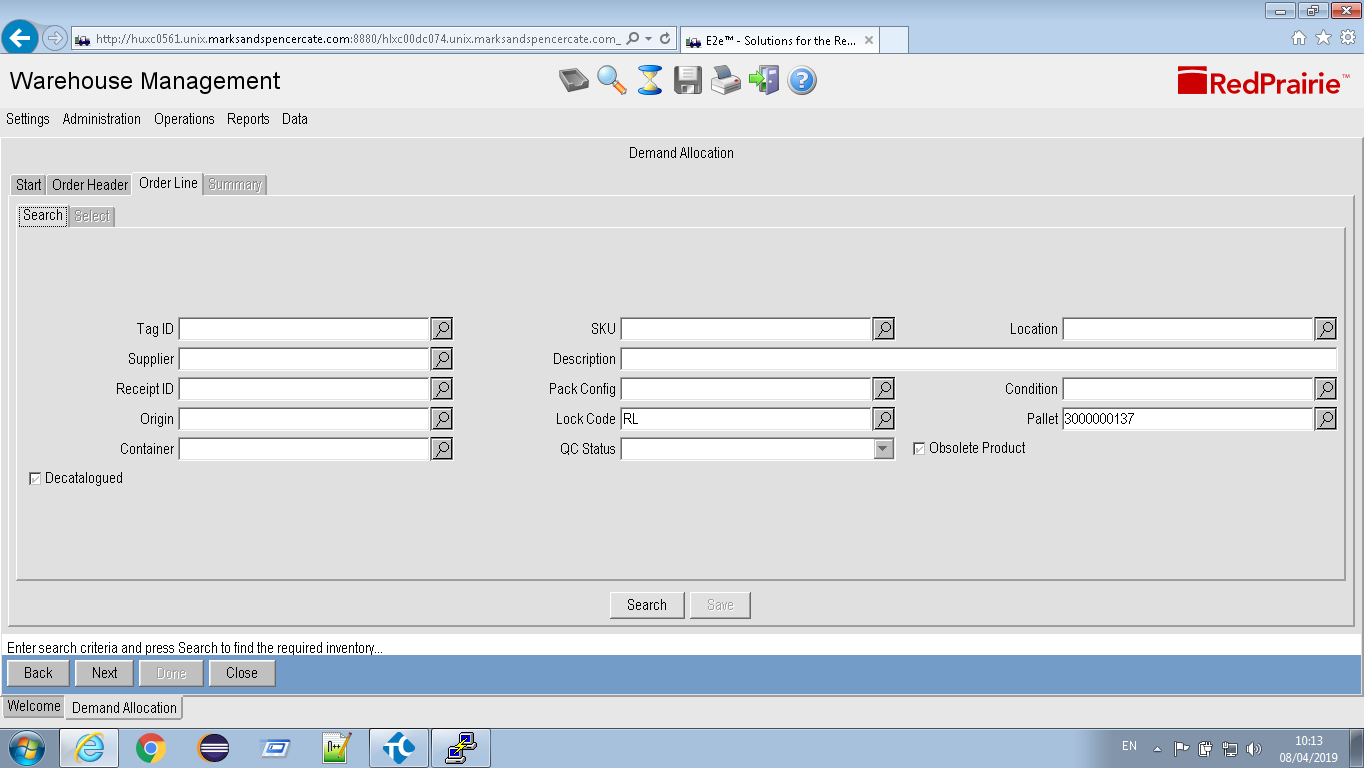 http://huxc0561.unix.marksandspencercate.com:8880/hlxc00dc074.unix.marksandspencercate.com_
E2e™ - Solutions for the Re...
Warehouse Management
RedPrairie™
Settings Administration Operations Reports Data
Demand Allocation
Start Order Header Order Line Summary
Search Select
Tag ID SKU Location
Supplier Description
Receipt ID Pack Config Condition
Origin Lock Code RL Pallet 3000000137
Container QC Status Obsolete Product
Decatalogued
Search Save
Enter search criteria and press Search to find the required inventory...
Back Next Done Close
Welcome Demand Allocation
EN 10:13
08/04/2019